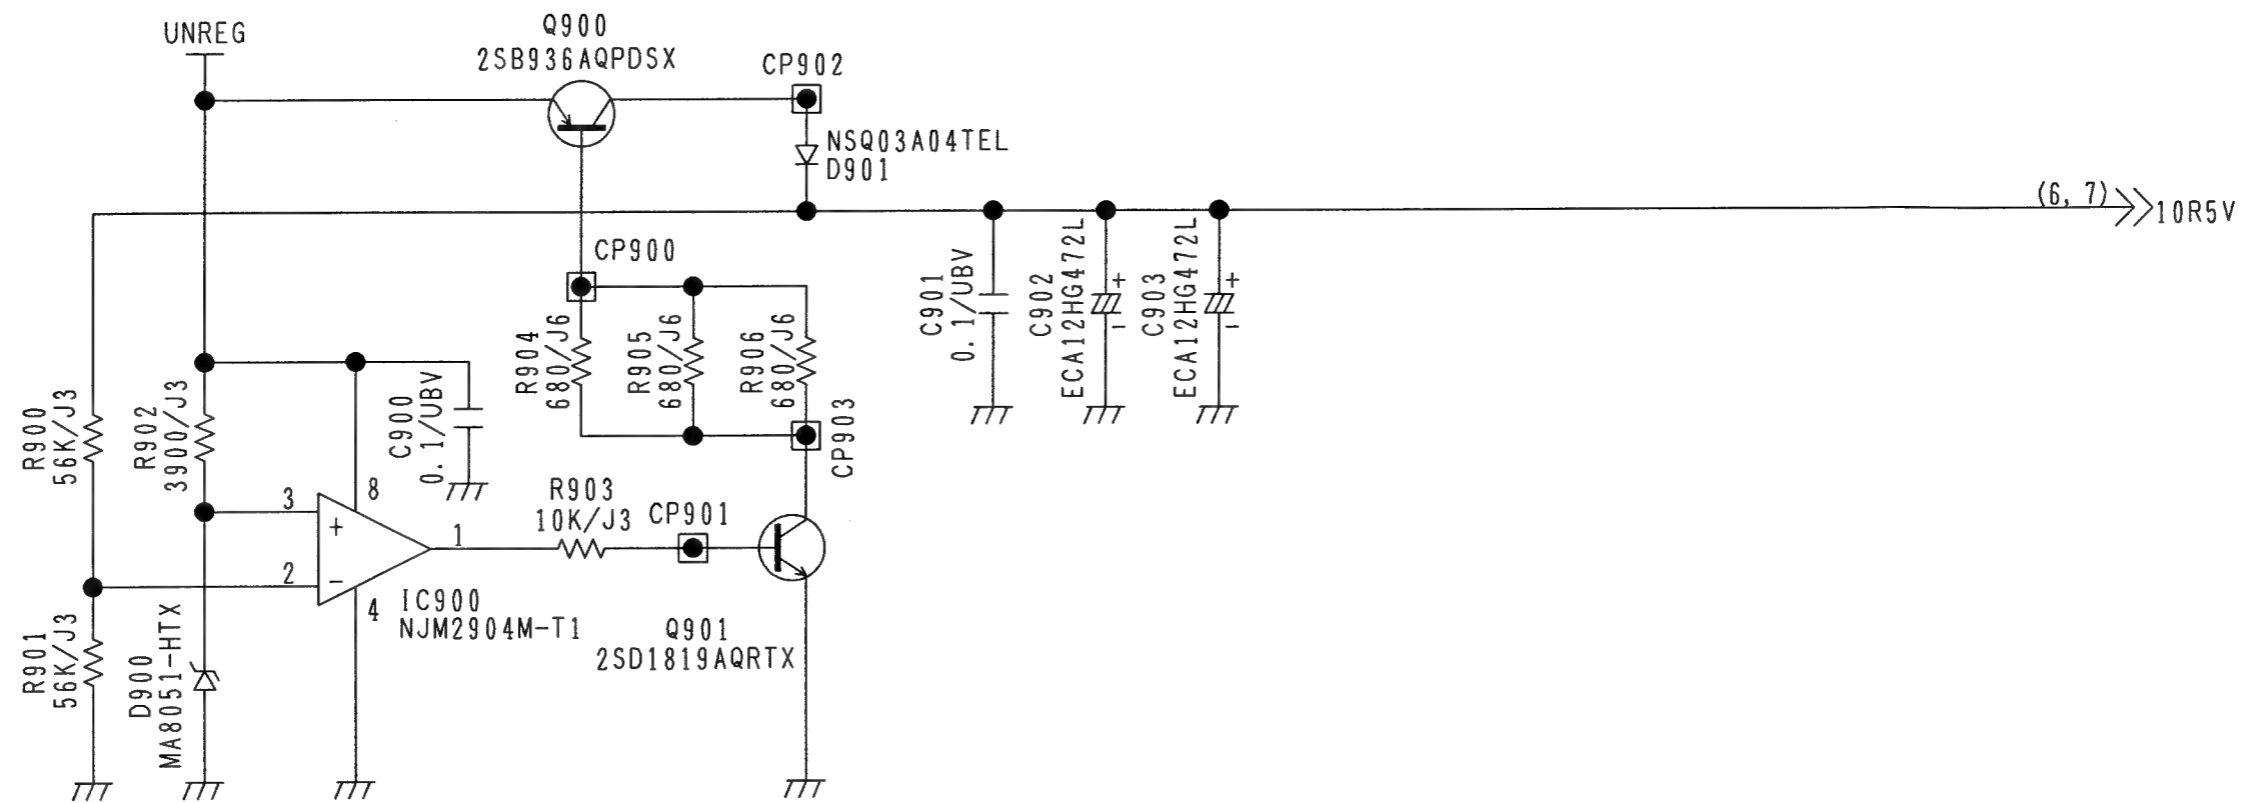 UNREG
Q900
2SB936AQPDSX
CP902
NSQ03A04TEL
D901
(6, 7)
10R5V
CP900
R904
680/J6
R905
680/J6
R906
680/J6
CP903
C901
0.1/UBV
C902
ECA12HG472L
+
-
C903
ECA12HG472L
+
-
R900
56K/J3
R902
3900/J3
C900
0.1/UBV
3
8
+
1
2
-
4
IC900
NJM2904M-T1
R903
10K/J3
CP901
Q901
2SD1819AQRTX
R901
56K/J3
D900
MA8051-HTX